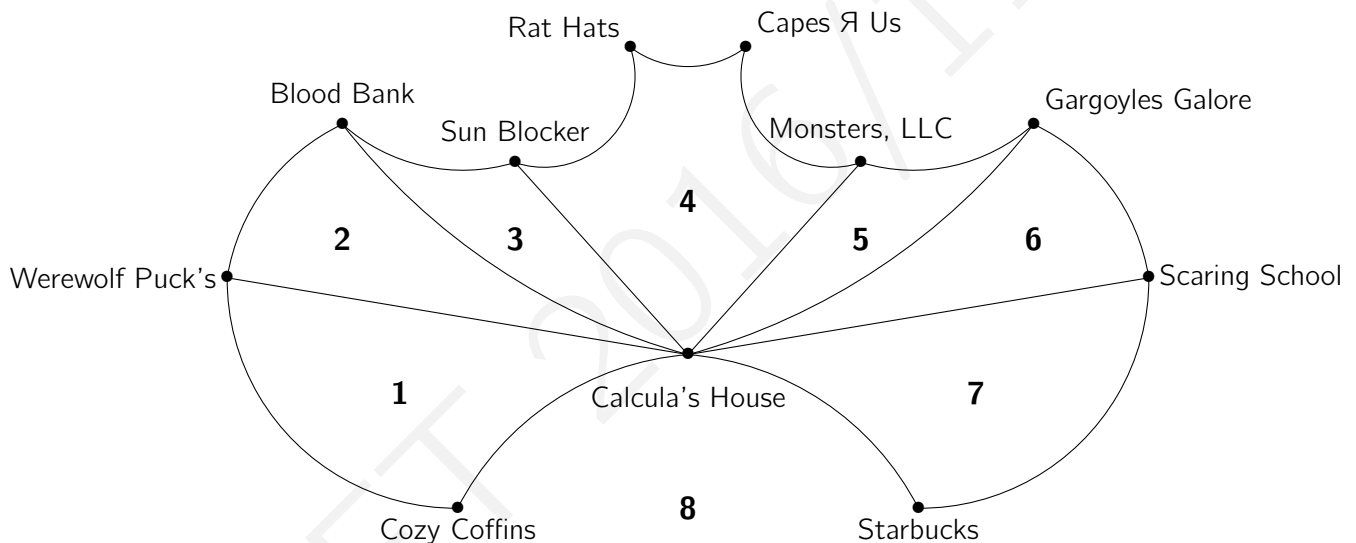 Rat Hats
Capes Я Us
Blood Bank
Gargoyles Galore
Sun Blocker
Monsters, LLC
4
2
3
5
6
Werewolf Puck's
Scaring School
1
Calcula's House
7
8
Cozy Coffins
Starbucks